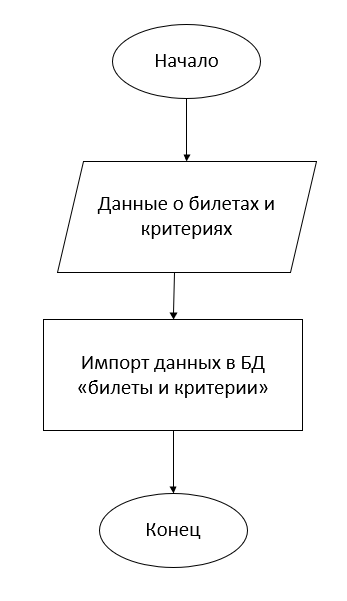 Начало
Данные о билетах и
критериях
Импорт данных в БД
«билеты и критерии»
Конец